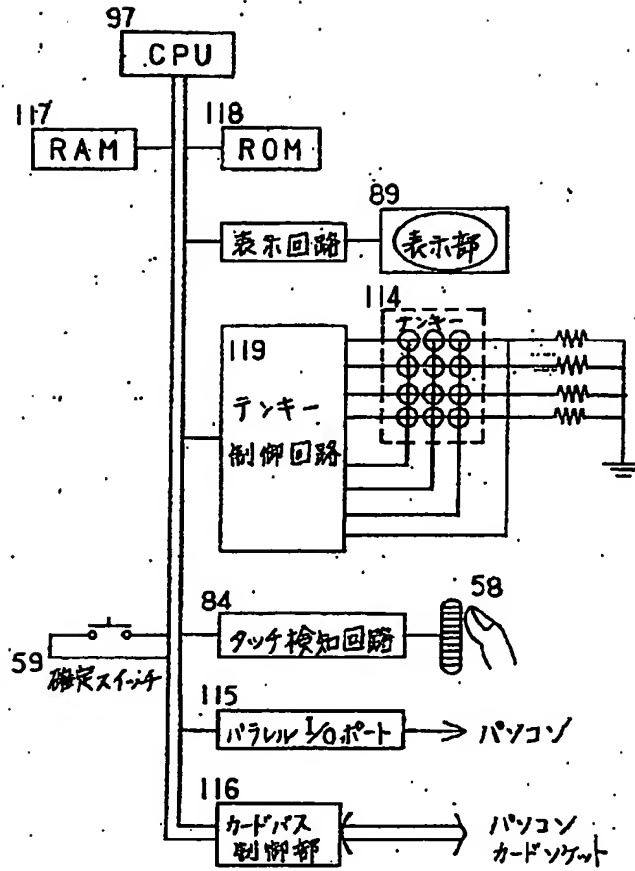 97
CPU
117
118
RAM
ROM
89
表示回路
表示部
114
テンキー
119
テンキー
制御回路
84
58
タッチ検知回路
59
確定スイッチ
115
パラレル I/Oポート
パソコン
116
カードバス
制御部
パソコン
カードソケット